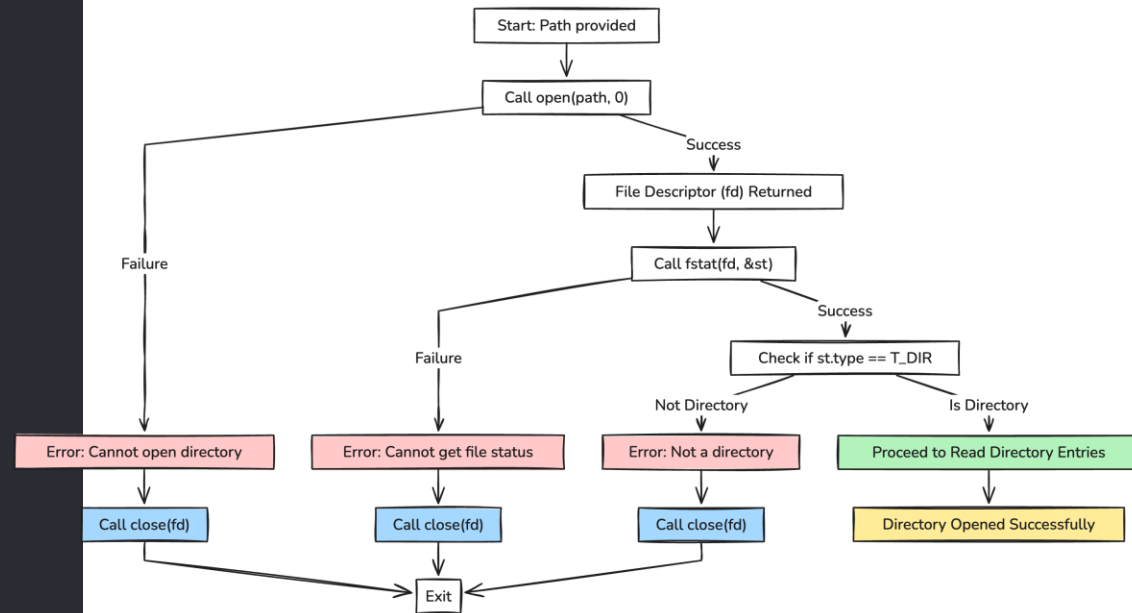 Start: Path provided
Call open(path, 0)
Success
File Descriptor (fd) Returned
Failure
Call fstat(fd, &st)
Success
Failure
Check if st.type == T_DIR
Not Directory
Is Directory
Error: Cannot open directory
Error: Cannot get file status
Error: Not a directory
Proceed to Read Directory Entries
Call close(fd)
Call close(fd)
Call close(fd)
Directory Opened Successfully
Exit